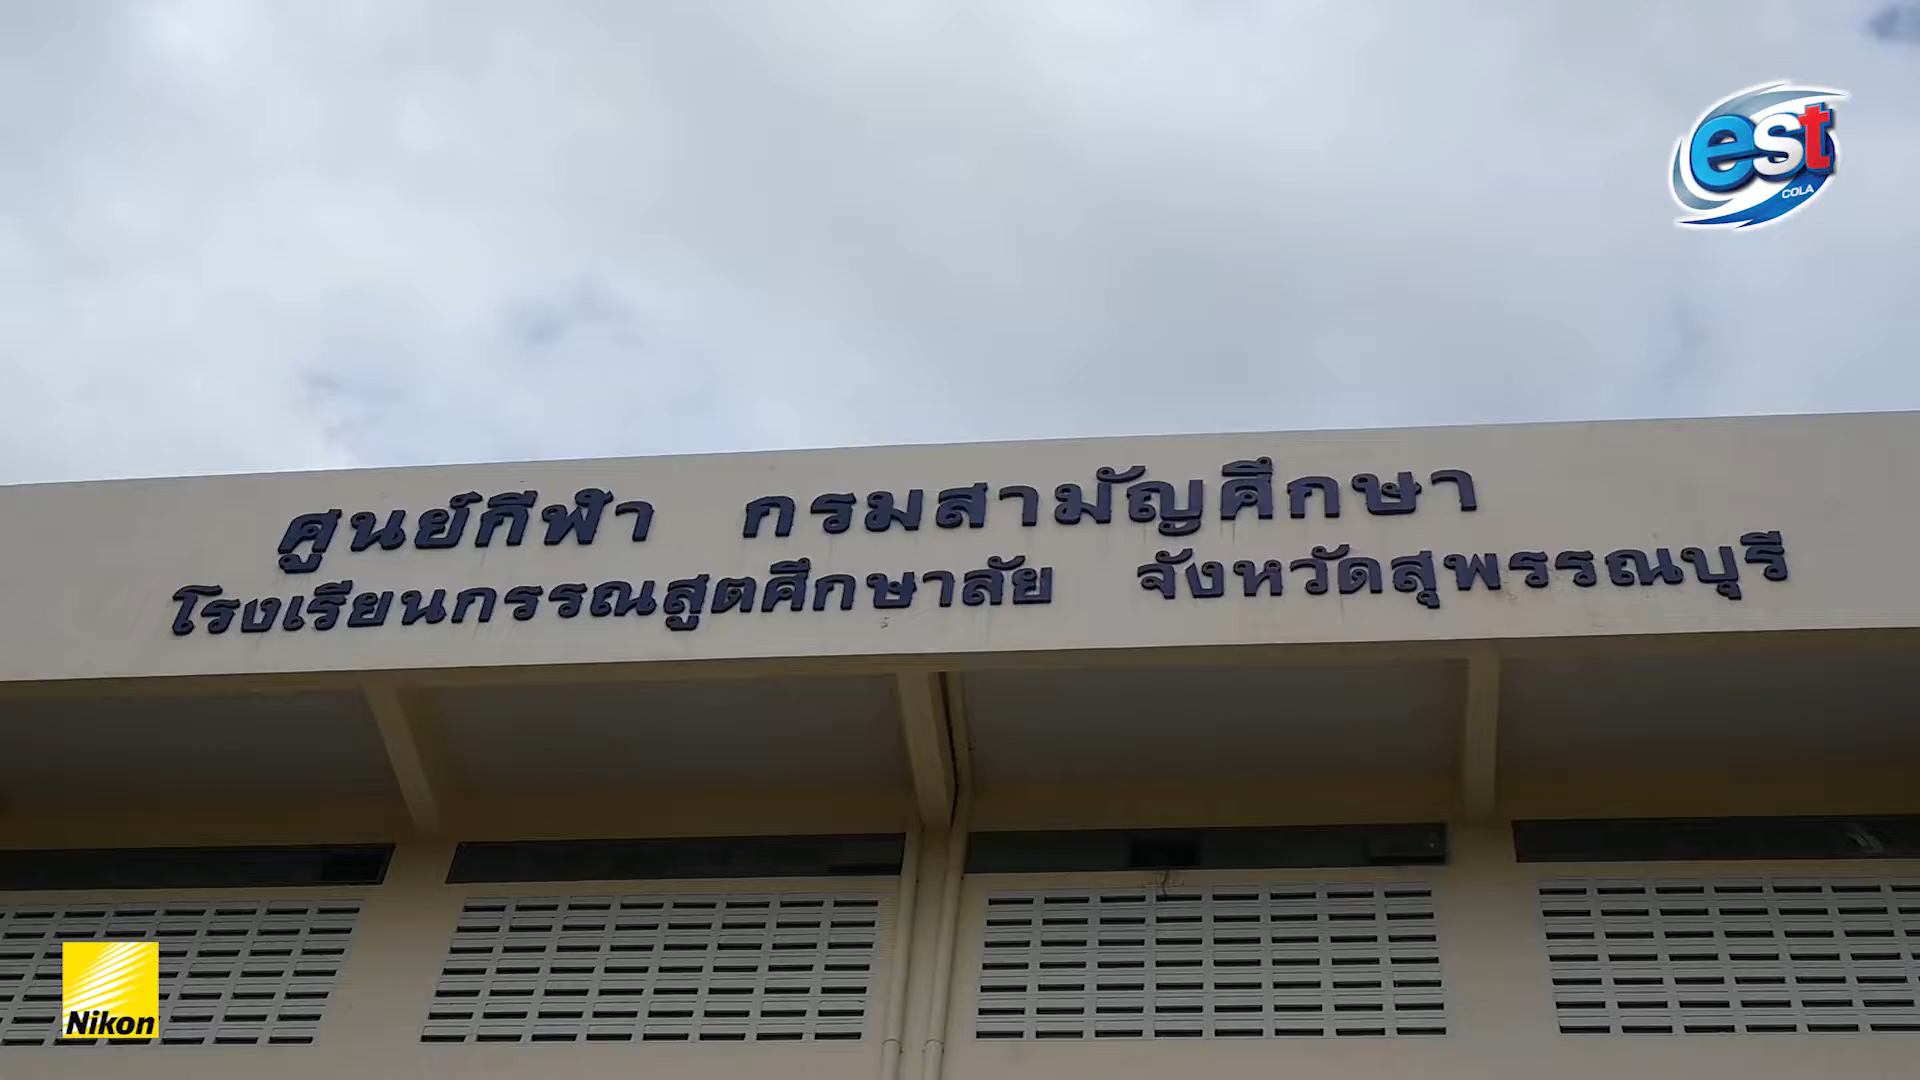 est
COLA
ศูนย์กีฬา กรมสามัญศึกษา
โรงเรียนกรรณสูตศึกษาลัย จังหวัดสุพรรณบุรี
Nikon